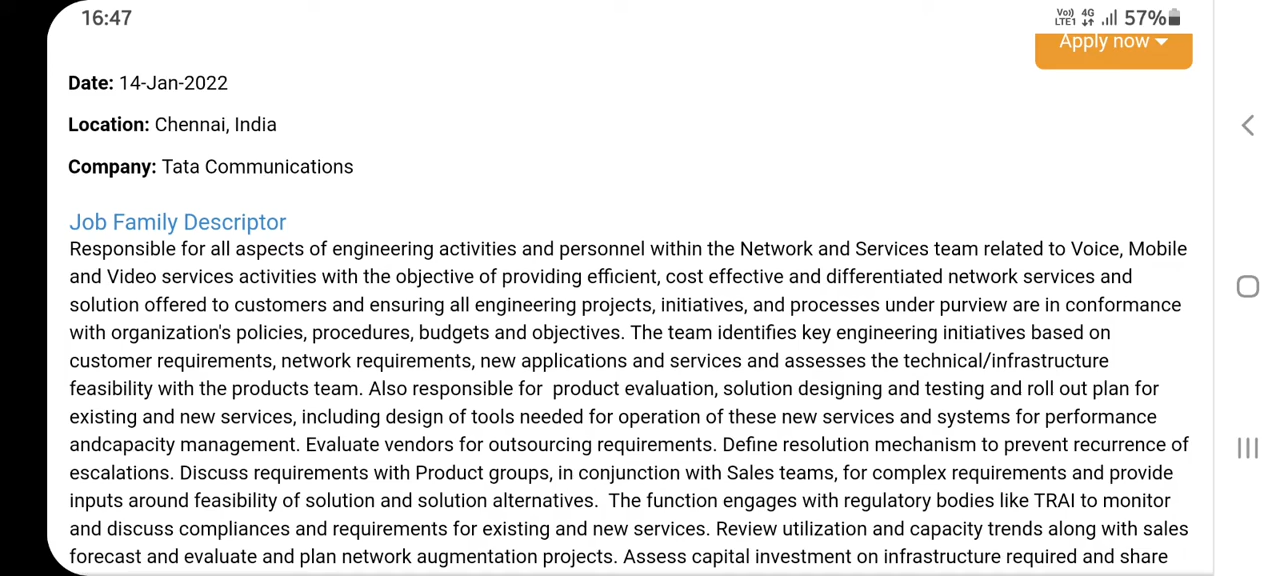 16:47
Vo)) 4G
LTE1 57%
Apply now
Date: 14-Jan-2022
Location: Chennai, India
Company: Tata Communications
Job Family Descriptor
Responsible for all aspects of engineering activities and personnel within the Network and Services team related to Voice, Mobile
and Video services activities with the objective of providing efficient, cost effective and differentiated network services and
solution offered to customers and ensuring all engineering projects, initiatives, and processes under purview are in conformance
with organization's policies, procedures, budgets and objectives. The team identifies key engineering initiatives based on
customer requirements, network requirements, new applications and services and assesses the technical/infrastructure
feasibility with the products team. Also responsible for  product evaluation, solution designing and testing and roll out plan for
existing and new services, including design of tools needed for operation of these new services and systems for performance
andcapacity management. Evaluate vendors for outsourcing requirements. Define resolution mechanism to prevent recurrence of
escalations. Discuss requirements with Product groups, in conjunction with Sales teams, for complex requirements and provide
inputs around feasibility of solution and solution alternatives.  The function engages with regulatory bodies like TRAI to monitor
and discuss compliances and requirements for existing and new services. Review utilization and capacity trends along with sales
forecast and evaluate and plan network augmentation projects. Assess capital investment on infrastructure required and share